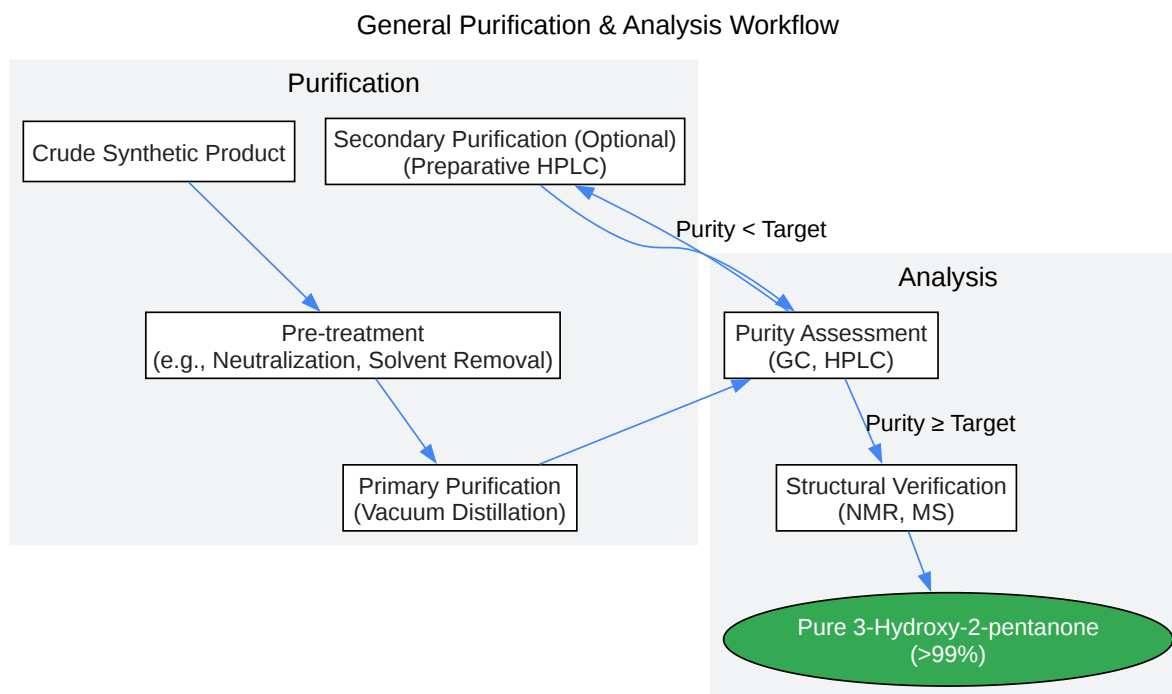 General Purification & Analysis Workflow
Purification
Crude Synthetic Product
Secondary Purification (Optional)
(Preparative HPLC)
Purity < Target
Analysis
Pre-treatment
(e.g., Neutralization, Solvent Removal)
Purity Assessment
(GC, HPLC)
Purity ≥ Target
Primary Purification
(Vacuum Distillation)
Structural Verification
(NMR, MS)
Pure 3-Hydroxy-2-pentanone
(>99%)